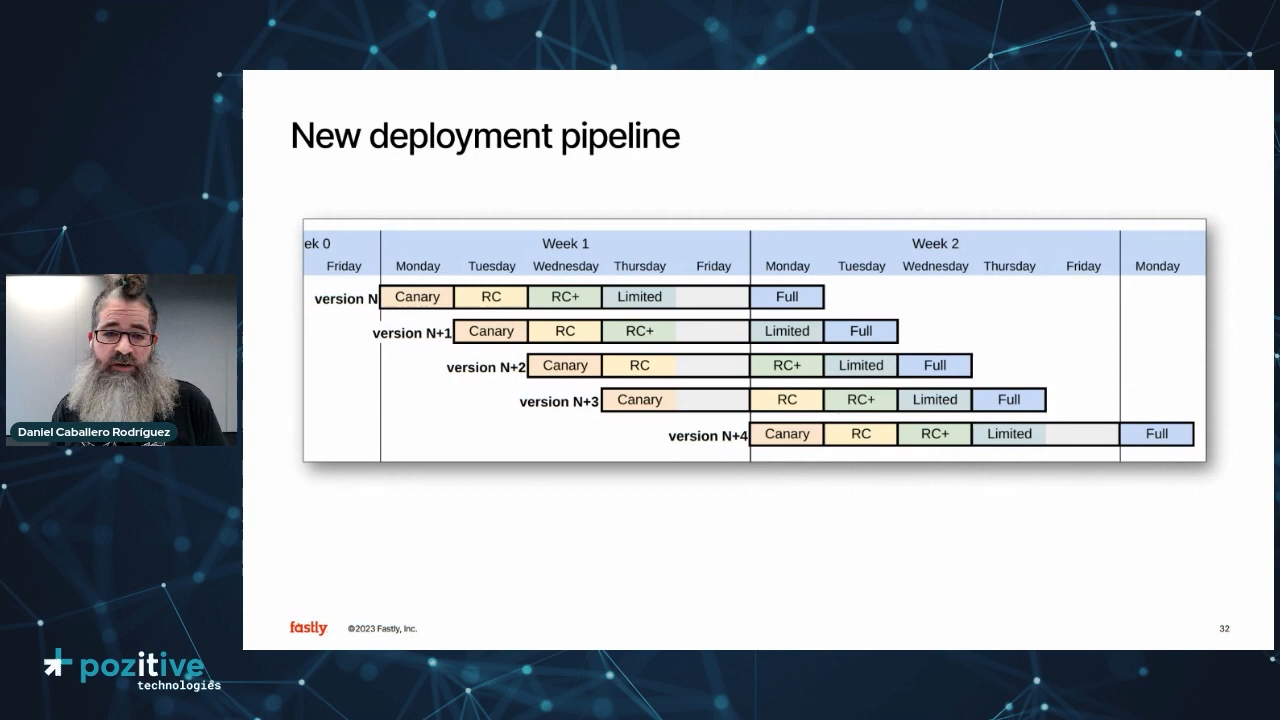 New deployment pipeline
ek 0 Week 1 Week 2
Friday Monday Tuesday Wednesday Thursday Friday Monday Tuesday Wednesday Thursday Friday Monday
version N Canary RC RC+ Limited Full
version N+1 Canary RC RC+ Limited Full
version N+2 Canary RC RC+ Limited Full
version N+3 Canary RC RC+ Limited Full
version N+4 Canary RC RC+ Limited Full
Daniel Caballero Rodríguez
fastly ©2023 Fastly, Inc. 32
pozitive
technologies